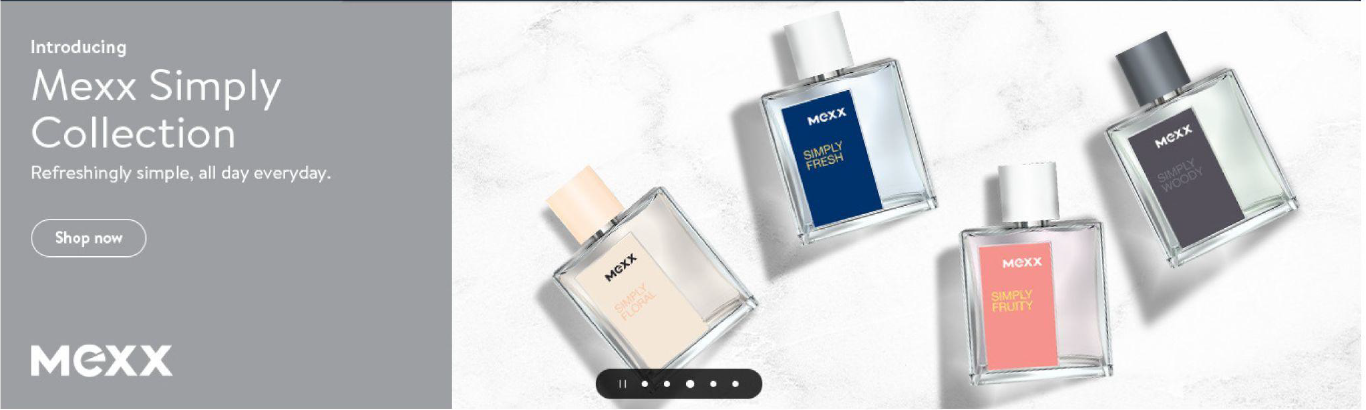 Introducing
Mexx Simply
Collection
Refreshingly simple, all day everyday.
Shop now
mexx
mexx
SIMPLY
FLORAL
mexx
SIMPLY
FRESH
mexx
SIMPLY
FRUITY
mexx
SIMPLY
WOODY